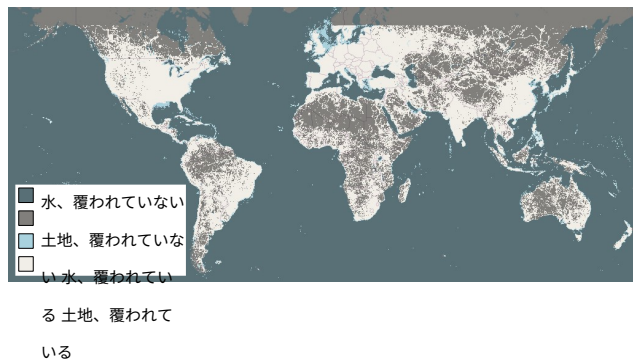 水、覆われていない
土地、覆われていな
い 水、覆われてい
る 土地、覆われて
いる